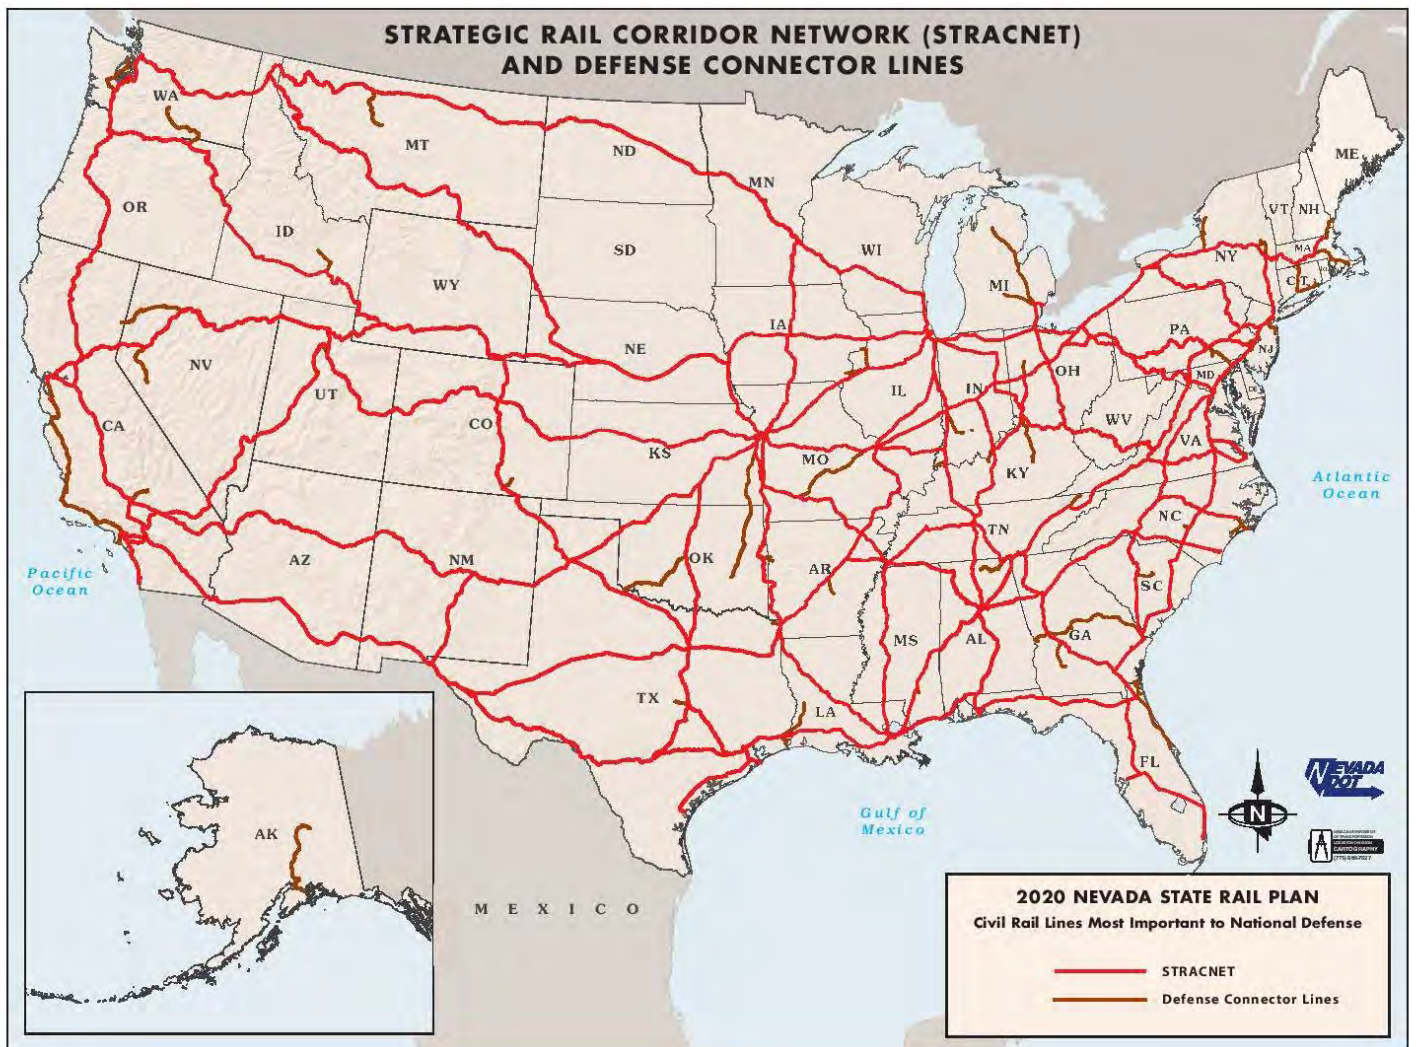 STRATEGIC RAIL CORRIDOR NETWORK (STRACNET)
AND DEFENSE CONNECTOR LINES
WA
MT
ND
MN
ME
OR
ID
SD
WI
VT
NH
WY
MI
NY
MA
CT
IA
PA
NV
NE
NJ
UT
IL
IN
OH
MD
CA
CO
WV
KS
MO
KY
VA
Atlantic
Ocean
AZ
NM
OK
AR
TN
NC
Pacific
Ocean
SC
MS
AL
GA
TX
LA
FL
NEVADA
DOT
Gulf of
Mexico
N
CARTOGRAPHY
AK
MEXICO
2020 NEVADA STATE RAIL PLAN
Civil Rail Lines Most Important to National Defense
STRACNET
Defense Connector Lines